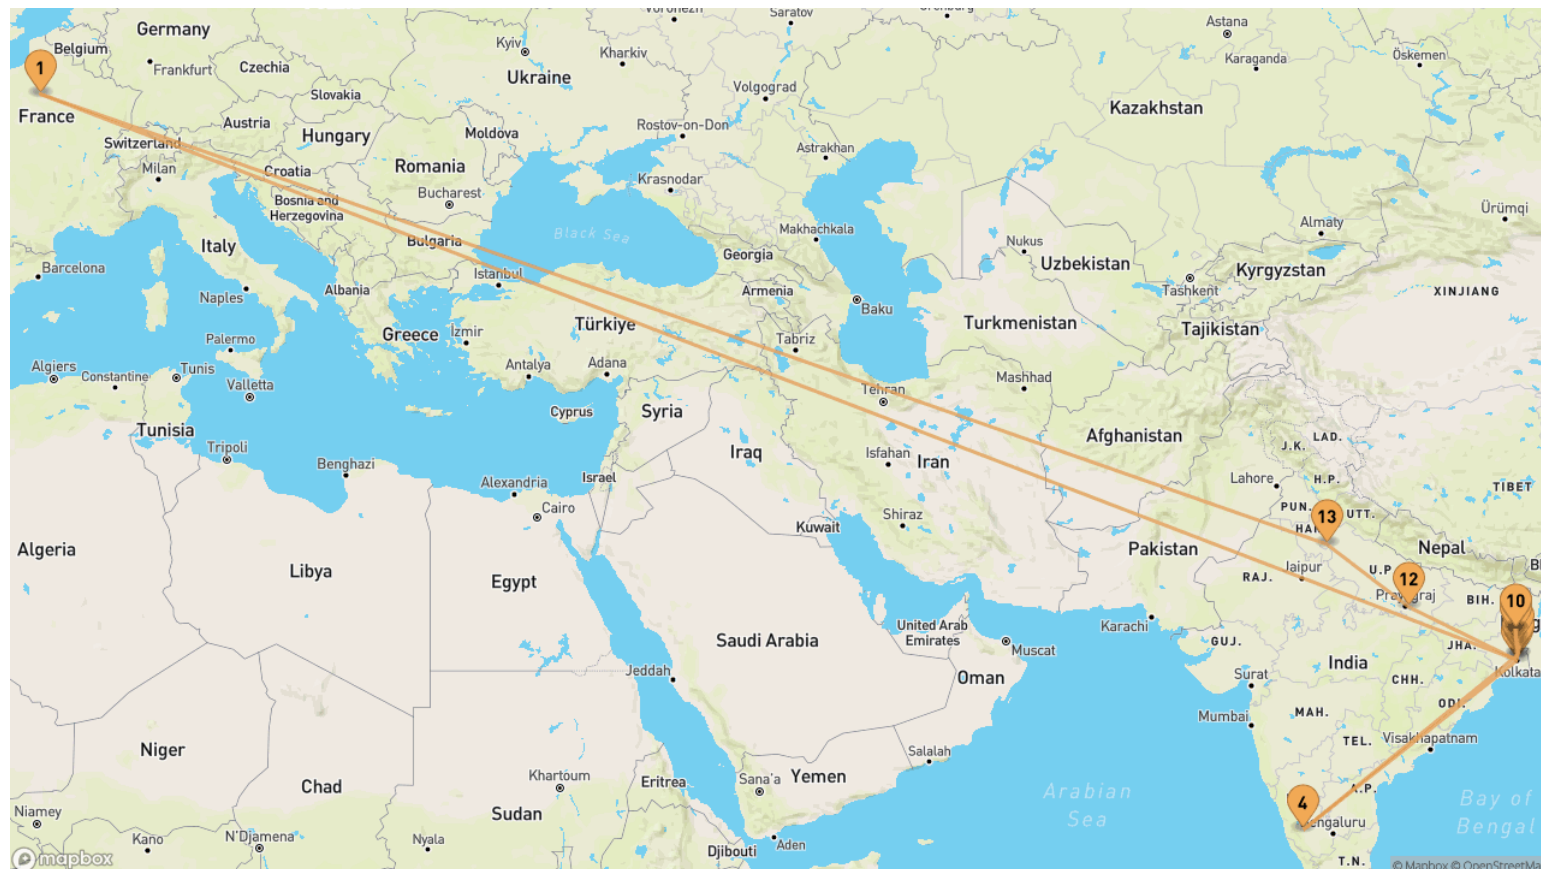 Voronezh
Saratov
Orenburg
Germany
Astana
Belgium
Kyiv
Kharkiv
Karaganda
Öskemen
1
Frankfurt
Czechia
Ukraine
Volgograd
Slovakia
France
Kazakhstan
Austria
Hungary
Moldova
Rostov-on-Don
Switzerland
Astrakhan
Milan
Croatia
Romania
Krasnodar
Bosnia and
Herzegovina
Bucharest
Ürümqi
Almaty
Makhachkala
Black Sea
Bulgaria
Nukus
Italy
Georgia
Uzbekistan
Kyrgyzstan
Barcelona
Istanbul
Albania
Armenia
Tashkent
XINJIANG
Naples
Baku
Türkiye
Turkmenistan
Tajikistan
Greece
İzmir
Palermo
Tabriz
Algiers
Constantine
Tunis
Antalya
Adana
Mashhad
Valletta
Tehran
Cyprus
Syria
Tunisia
Afghanistan
LAD.
J.K.
Tripoli
Iraq
Isfahan
Iran
Benghazi
Israel
Lahore
H.P.
Alexandria
TIBET
Cairo
Shiraz
PUN.
UTT.
13
Kuwait
Algeria
Pakistan
Nepal
Libya
Jaipur
U.P.
Egypt
RAJ.
12
Prayagraj
BIH.
10
United Arab
Emirates
Karachi
Saudi Arabia
GUJ.
JHA.
Muscat
India
Jeddah
Oman
Surat
CHH.
Kolkata
Mumbai
MAH.
ODI.
TEL.
Visakhapatnam
Niger
Salalah
Khartoum
Eritrea
Sana'a
Yemen
Chad
Arabian
Sea
A.P.
Bay of
Bengal
4
Niamey
Sudan
Bengaluru
Kano
N'Djamena
Nyala
Djibouti
Aden
T.N.
mapbox
© Mapbox © OpenStreetMa